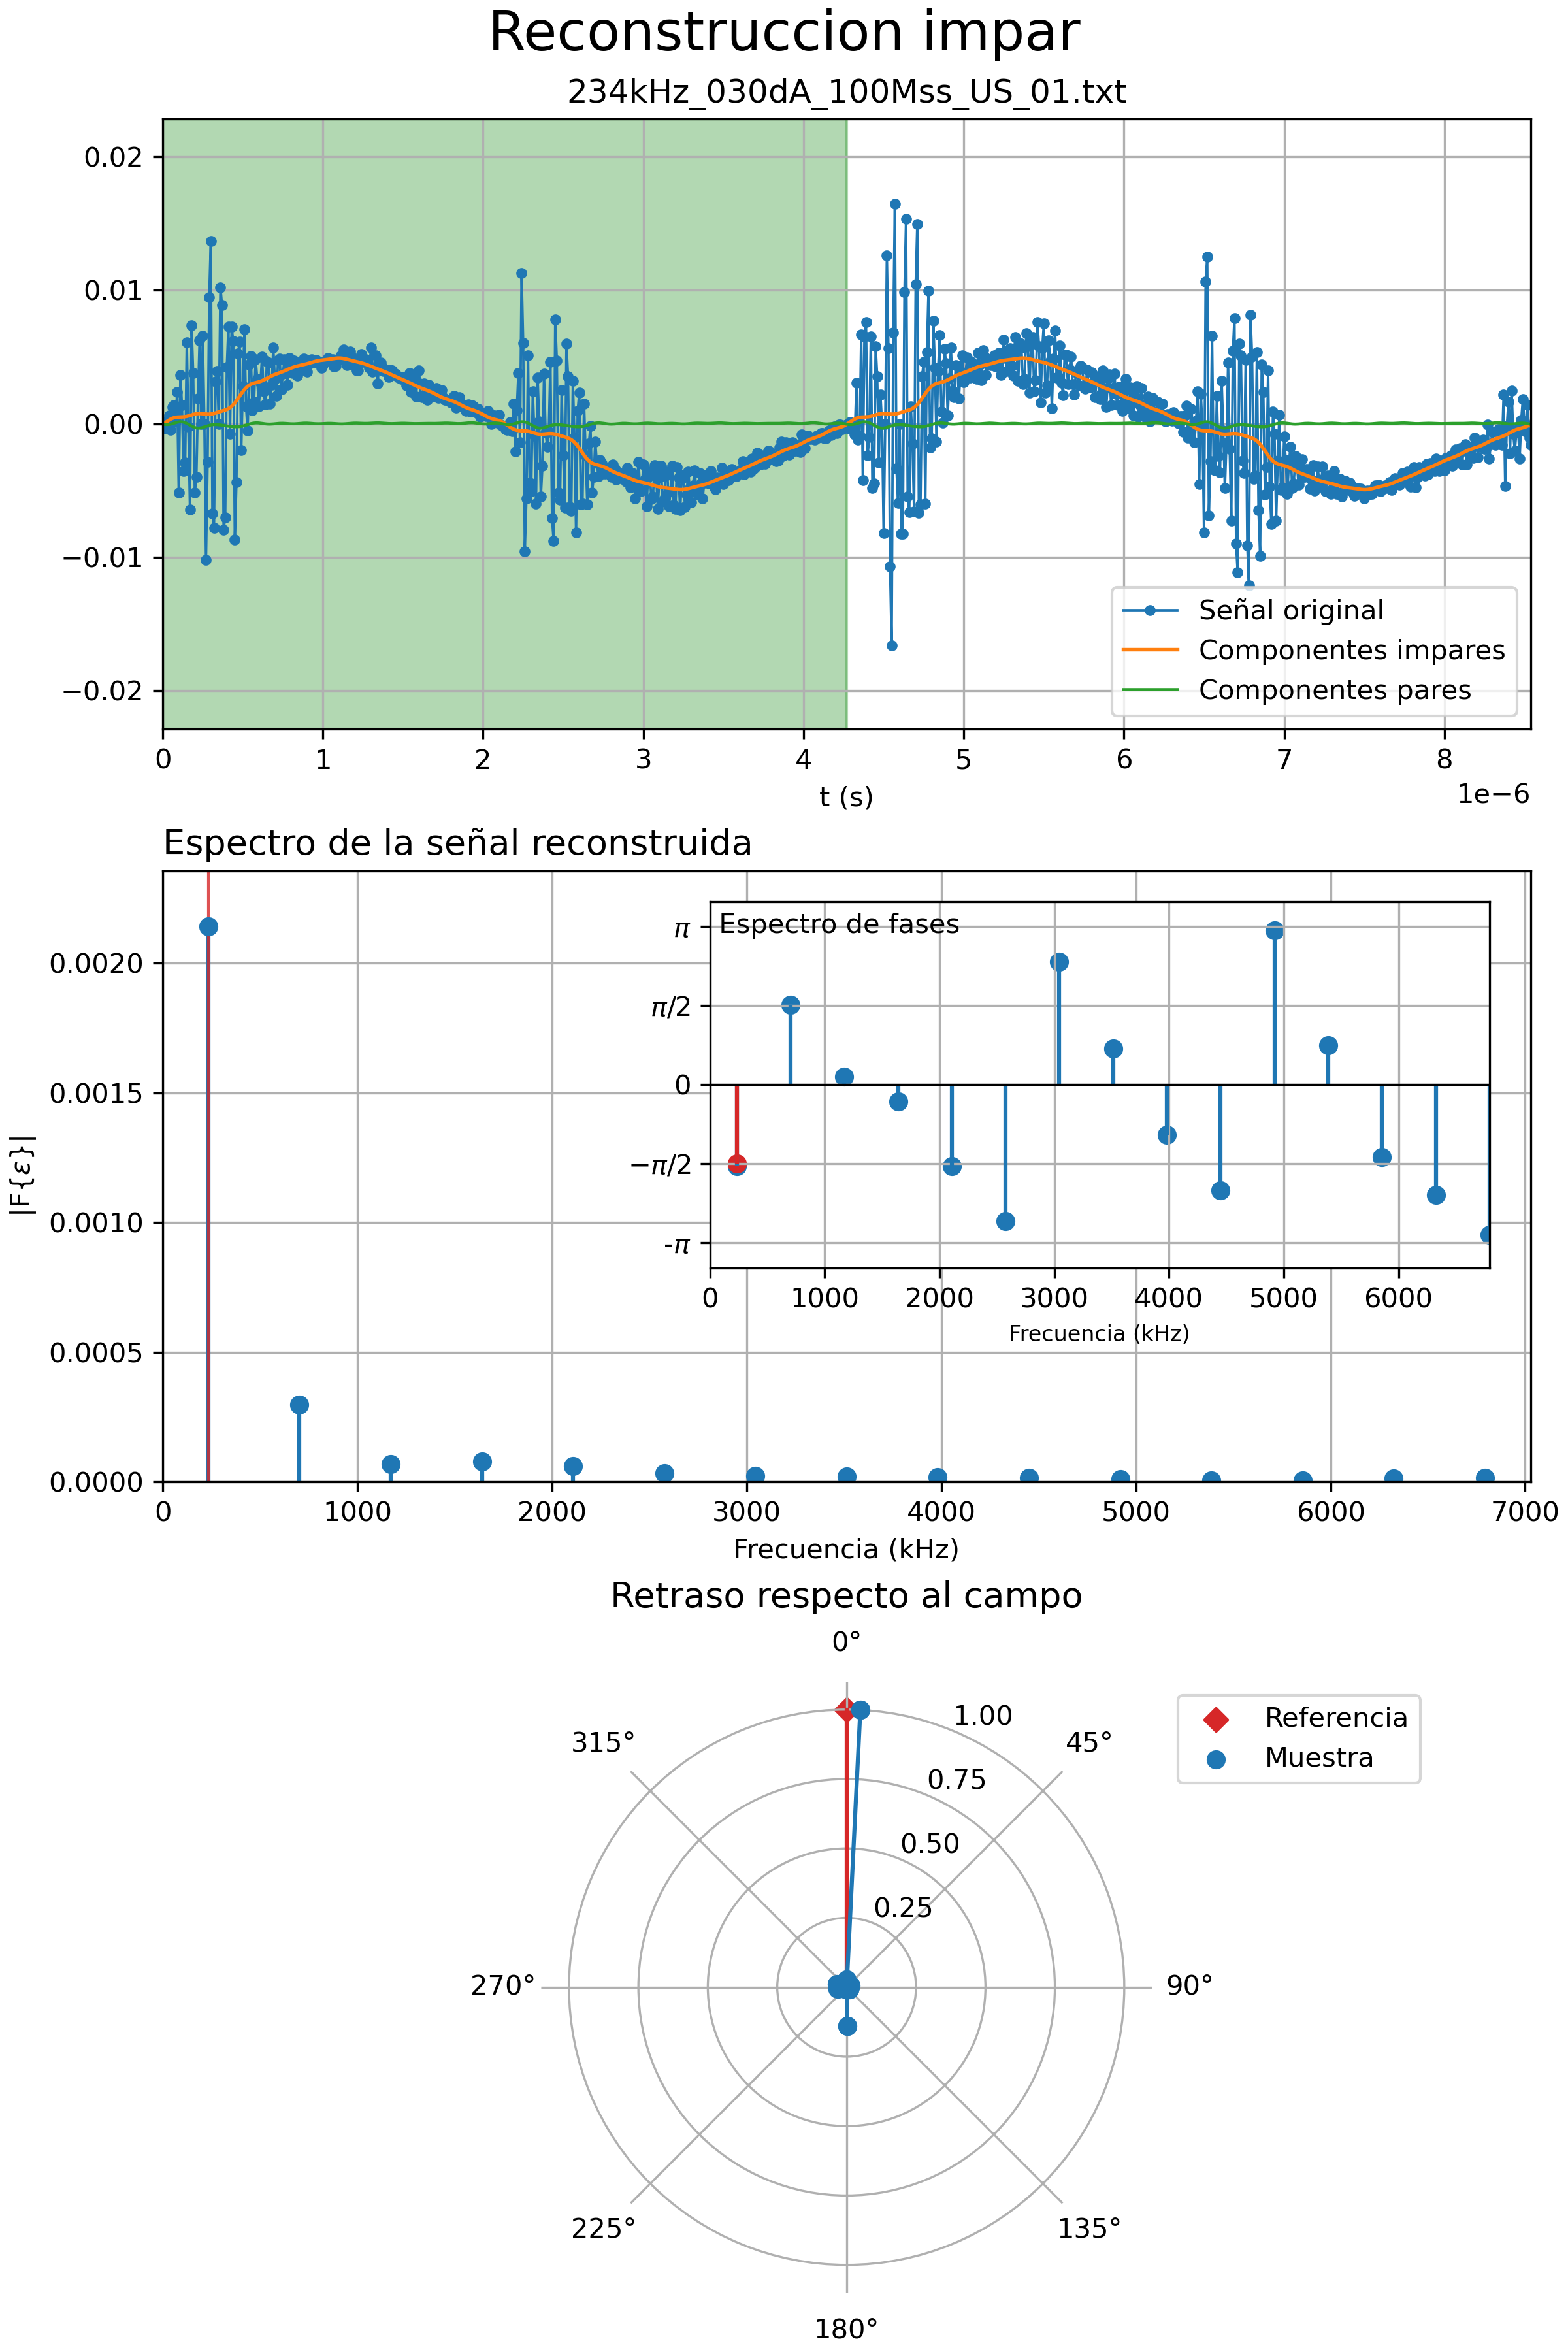 Reconstruccion impar
234kHz_030dA_100Mss_US_01.txt
0.02
0.01
0.00
−0.01
−0.02
Señal original
Componentes impares
Componentes pares
0 1 2 3 4 5 6 7 8
1e−6
t (s)
Espectro de la señal reconstruida
|F{ε}|
0.0020
0.0015
0.0010
0.0005
0.0000
Espectro de fases
π
π/2
0
−π/2
-π
0 1000 2000 3000 4000 5000 6000
Frecuencia (kHz)
0 1000 2000 3000 4000 5000 6000 7000
Frecuencia (kHz)
Retraso respecto al campo
0°
45°
90°
135°
180°
225°
270°
315°
1.00
0.75
0.50
0.25
Referencia
Muestra